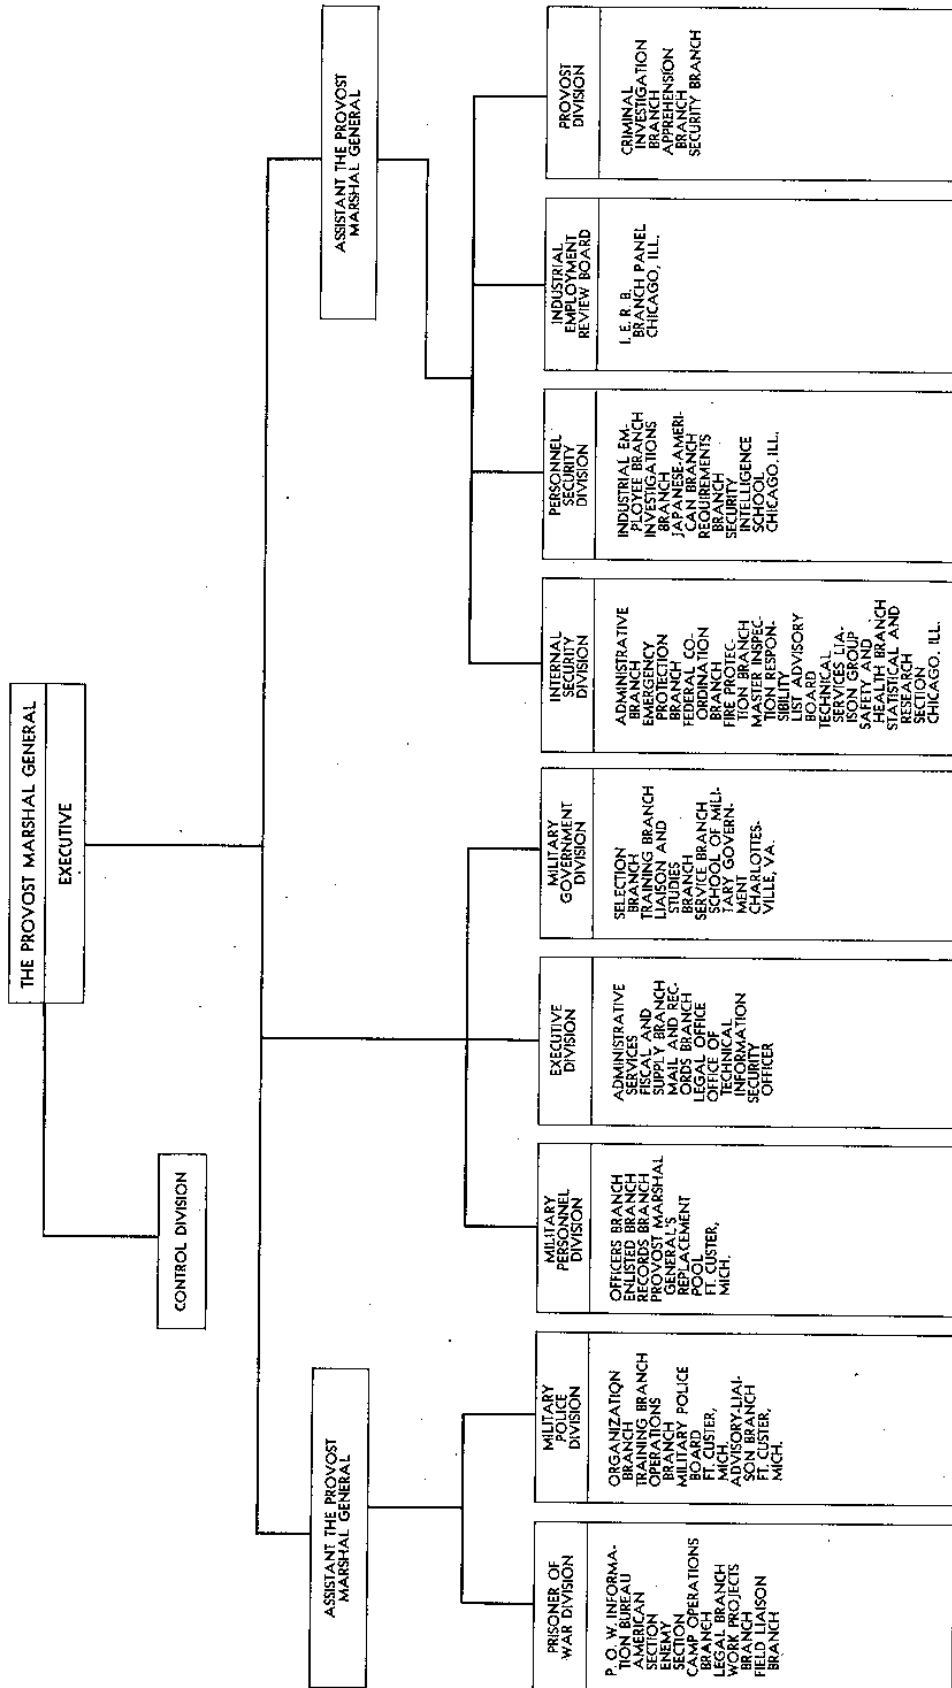 THE PROVOST MARSHAL GENERAL
EXECUTIVE
CONTROL DIVISION
ASSISTANT THE PROVOST
MARSHAL GENERAL
ASSISTANT THE PROVOST
MARSHAL GENERAL
PRISONER OF
WAR DIVISION
P. O. W. INFORMA-
TION BUREAU
AMERICAN
SECTION
ENEMY
SECTION
CAMP OPERATIONS
BRANCH
LEGAL BRANCH
WORK PROJECTS
BRANCH
FIELD LIAISON
BRANCH
MILITARY
POLICE
DIVISION
ORGANIZATION
BRANCH
TRAINING BRANCH
OPERATIONS
BRANCH
MILITARY POLICE
BOARD
FT. CUSTER,
MICH.
ADVISORY-LIAI-
SON BRANCH
FT. CUSTER,
MICH.
MILITARY
PERSONNEL
DIVISION
OFFICERS BRANCH
ENLISTED BRANCH
RECORDS BRANCH
PROVOST MARSHAL
GENERAL'S
REPLACEMENT
POOL
FT. CUSTER,
MICH.
EXECUTIVE
DIVISION
ADMINISTRATIVE
SERVICES
FISCAL AND
SUPPLY BRANCH
MAIL AND REC-
ORDS BRANCH
LEGAL OFFICE
OFFICE OF
TECHNICAL
INFORMATION
SECURITY
OFFICER
MILITARY
GOVERNMENT
DIVISION
SELECTION
BRANCH
TRAINING BRANCH
LIAISON AND
STUDIES
BRANCH
SERVICE BRANCH
SCHOOL OF MILI-
TARY GOVERN-
MENT
CHARLOTTES-
VILLE, VA.
INTERNAL
SECURITY
DIVISION
ADMINISTRATIVE
BRANCH
EMERGENCY
PROTECTION
BRANCH
FEDERAL CO-
ORDINATION
BRANCH
FIRE PROTEC-
TION BRANCH
MASTER INSPEC-
TION RESPON-
SIBILITY
LIST ADVISORY
BOARD
TECHNICAL
SERVICES LIA-
ISON GROUP
SAFETY AND
HEALTH BRANCH
STATISTICAL AND
RESEARCH
SECTION
CHICAGO. ILL.
PERSONNEL
SECURITY
DIVISION
INDUSTRIAL EM-
PLOYEE BRANCH
INVESTIGATIONS
BRANCH
JAPANESE-AMERI-
CAN BRANCH
REQUIREMENTS
BRANCH
SECURITY
INTELLIGENCE
SCHOOL
CHICAGO, ILL.
INDUSTRIAL
EMPLOYMENT
REVIEW BOARD
I. E. R. B.
BRANCH PANEL
CHICAGO, ILL.
PROVOST
DIVISION
CRIMINAL
INVESTIGATION
BRANCH
APPREHENSION
BRANCH
SECURITY BRANCH